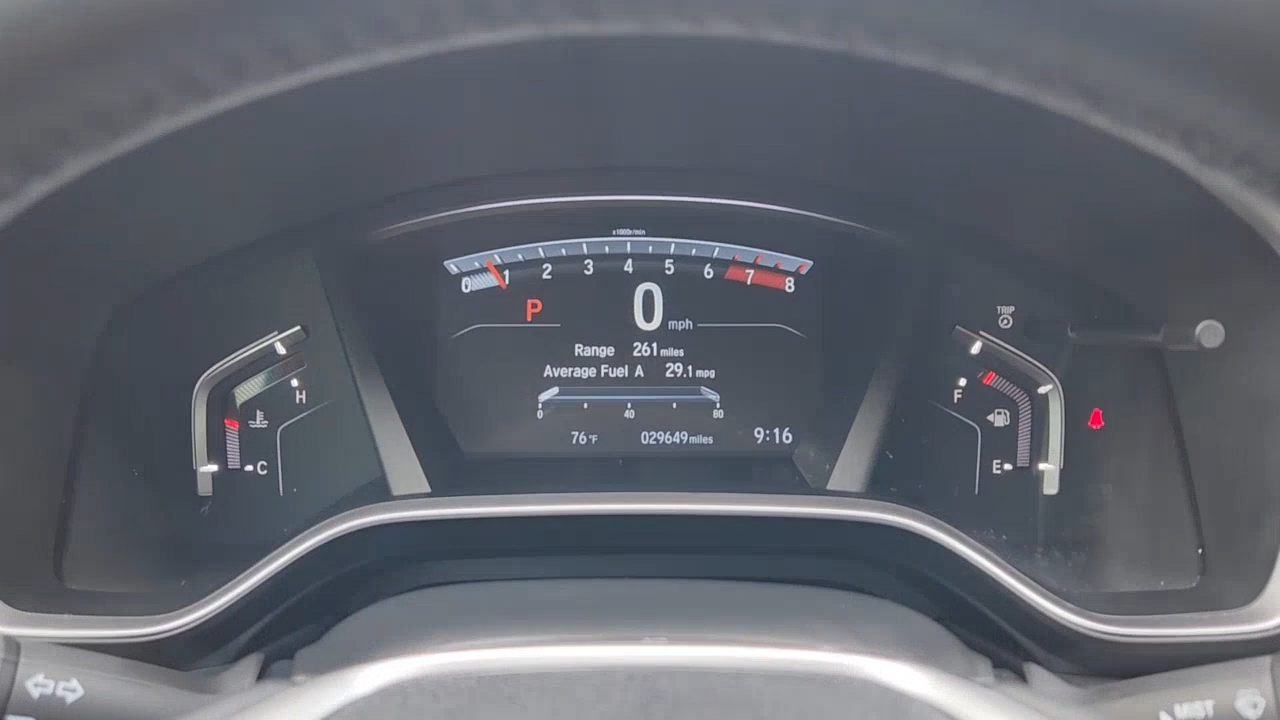 x1000r/min
0 1 2 3 4 5 6 7 8
P 0 mph
TRIP
Range 261 miles
Average Fuel A 29.1 mpg
0 40 80
76°F 029649 miles 9:16
H
C
F
E
MIST